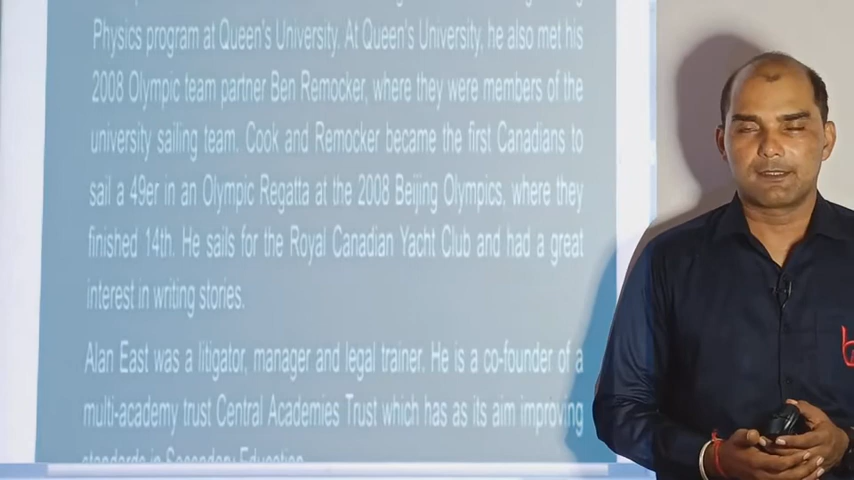 Physics program at Queen's University. At Queen's University, he also met his
2008 Olympic team partner Ben Remocker, where they were members of the
university sailing team. Cook and Remocker became the first Canadians to
sail a 49er in an Olympic Regatta at the 2008 Beijing Olympics, where they
finished 14th. He sails for the Royal Canadian Yacht Club and had a great
interest in writing stories.
Alan East was a litigator, manager and legal trainer. He is a co-founder of a
multi-academy trust Central Academies Trust which has as its aim improving
standards in Secondary Education